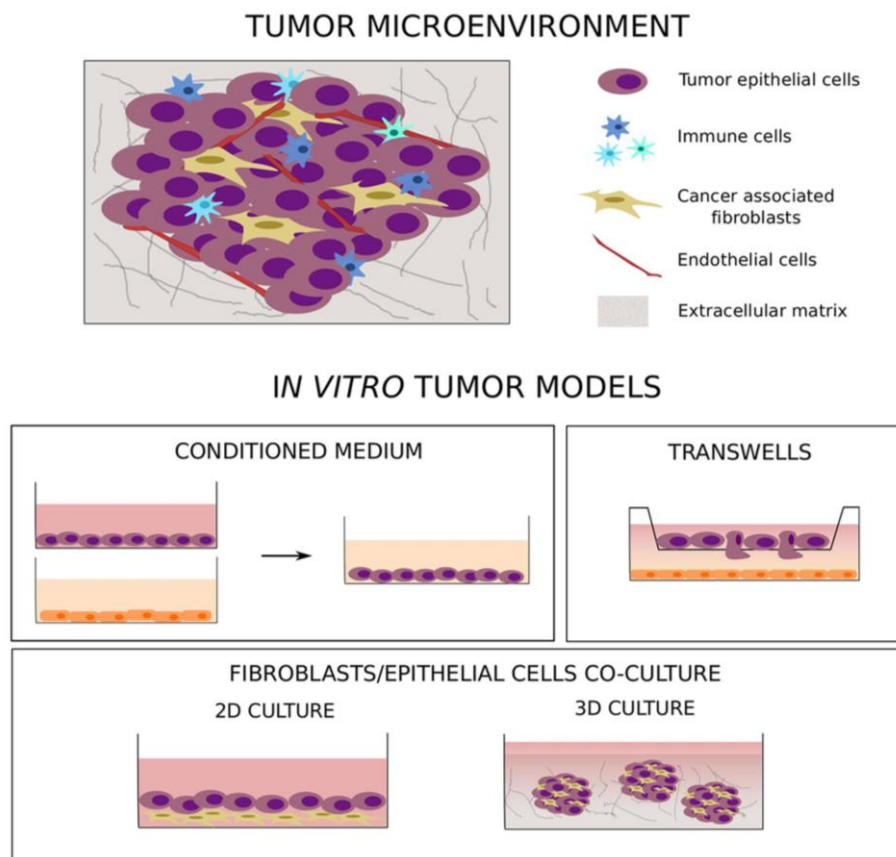 TUMOR MICROENVIRONMENT
Tumor epithelial cells
Immune cells
Cancer associated
fibroblasts
Endothelial cells
Extracellular matrix
IN VITRO TUMOR MODELS
CONDITIONED MEDIUM
TRANSWELLS
FIBROBLASTS/EPITHELIAL CELLS CO-CULTURE
2D CULTURE
3D CULTURE